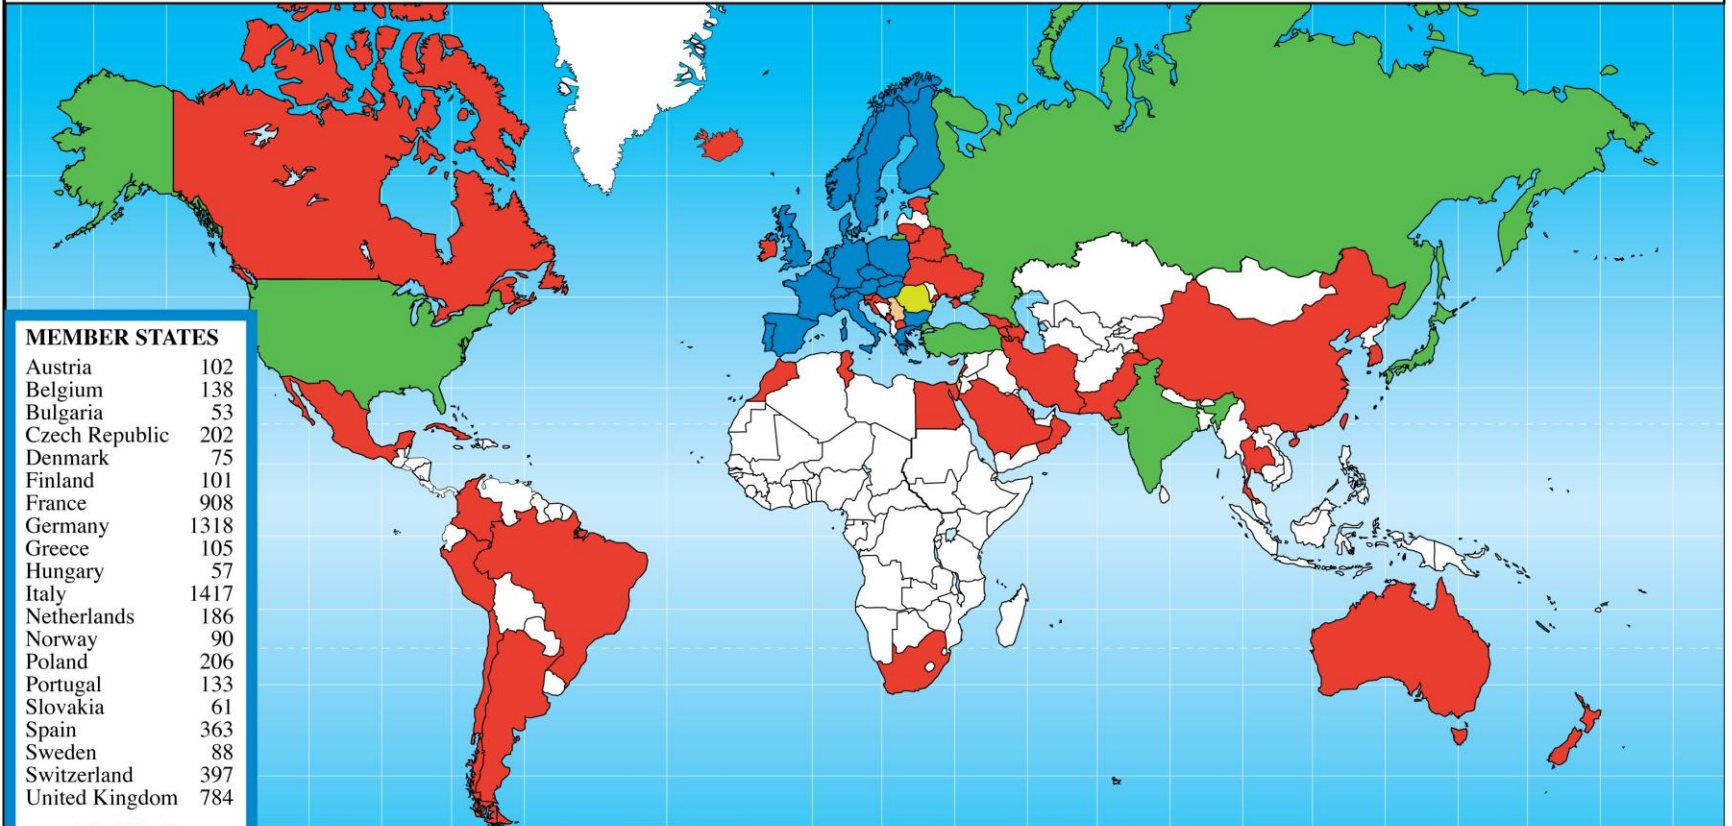 MEMBER STATES
Austria 102
Belgium 138
Bulgaria 53
Czech Republic 202
Denmark 75
Finland 101
France 908
Germany 1318
Greece 105
Hungary 57
Italy 1417
Netherlands 186
Norway 90
Poland 206
Portugal 133
Slovakia 61
Spain 363
Sweden 88
Switzerland 397
United Kingdom 784